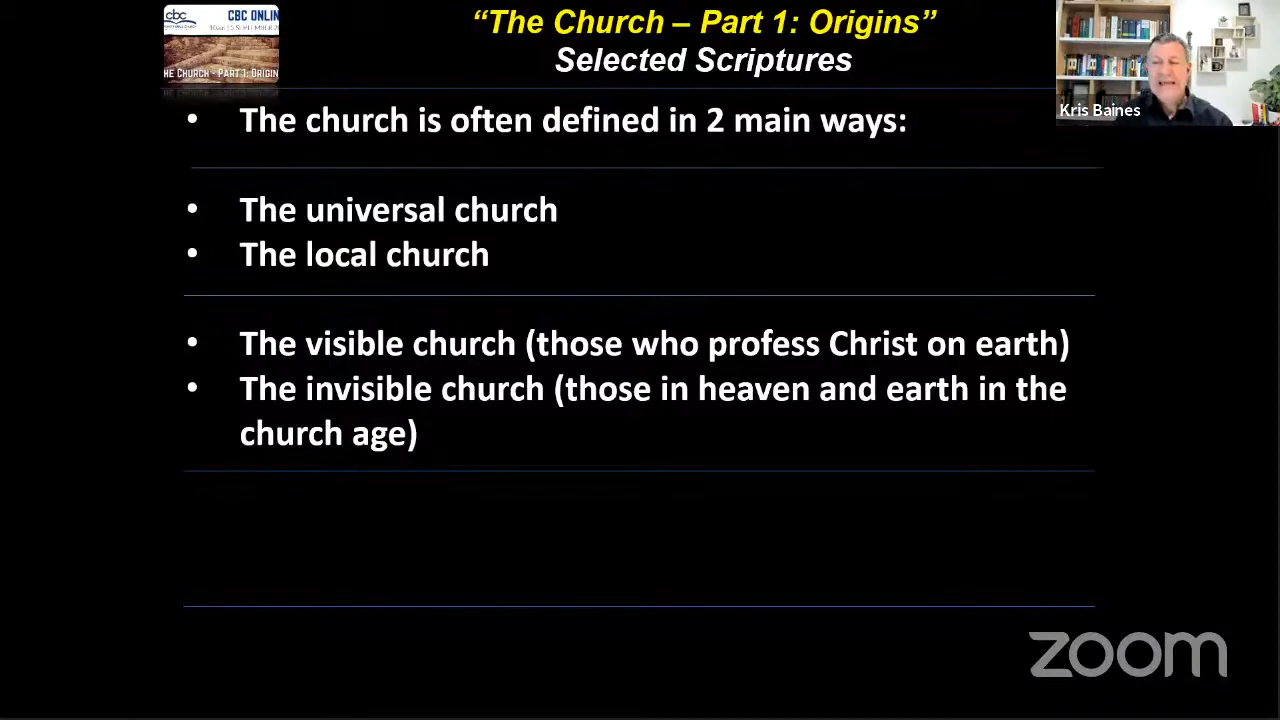 cbc
CBC ONLIN
“The Church – Part 1: Origins”
Selected Scriptures
HE CHURCH - PART 1: ORIGIN
Kris Baines
• The church is often defined in 2 main ways:
• The universal church
• The local church
• The visible church (those who profess Christ on earth)
• The invisible church (those in heaven and earth in the
church age)
zoom